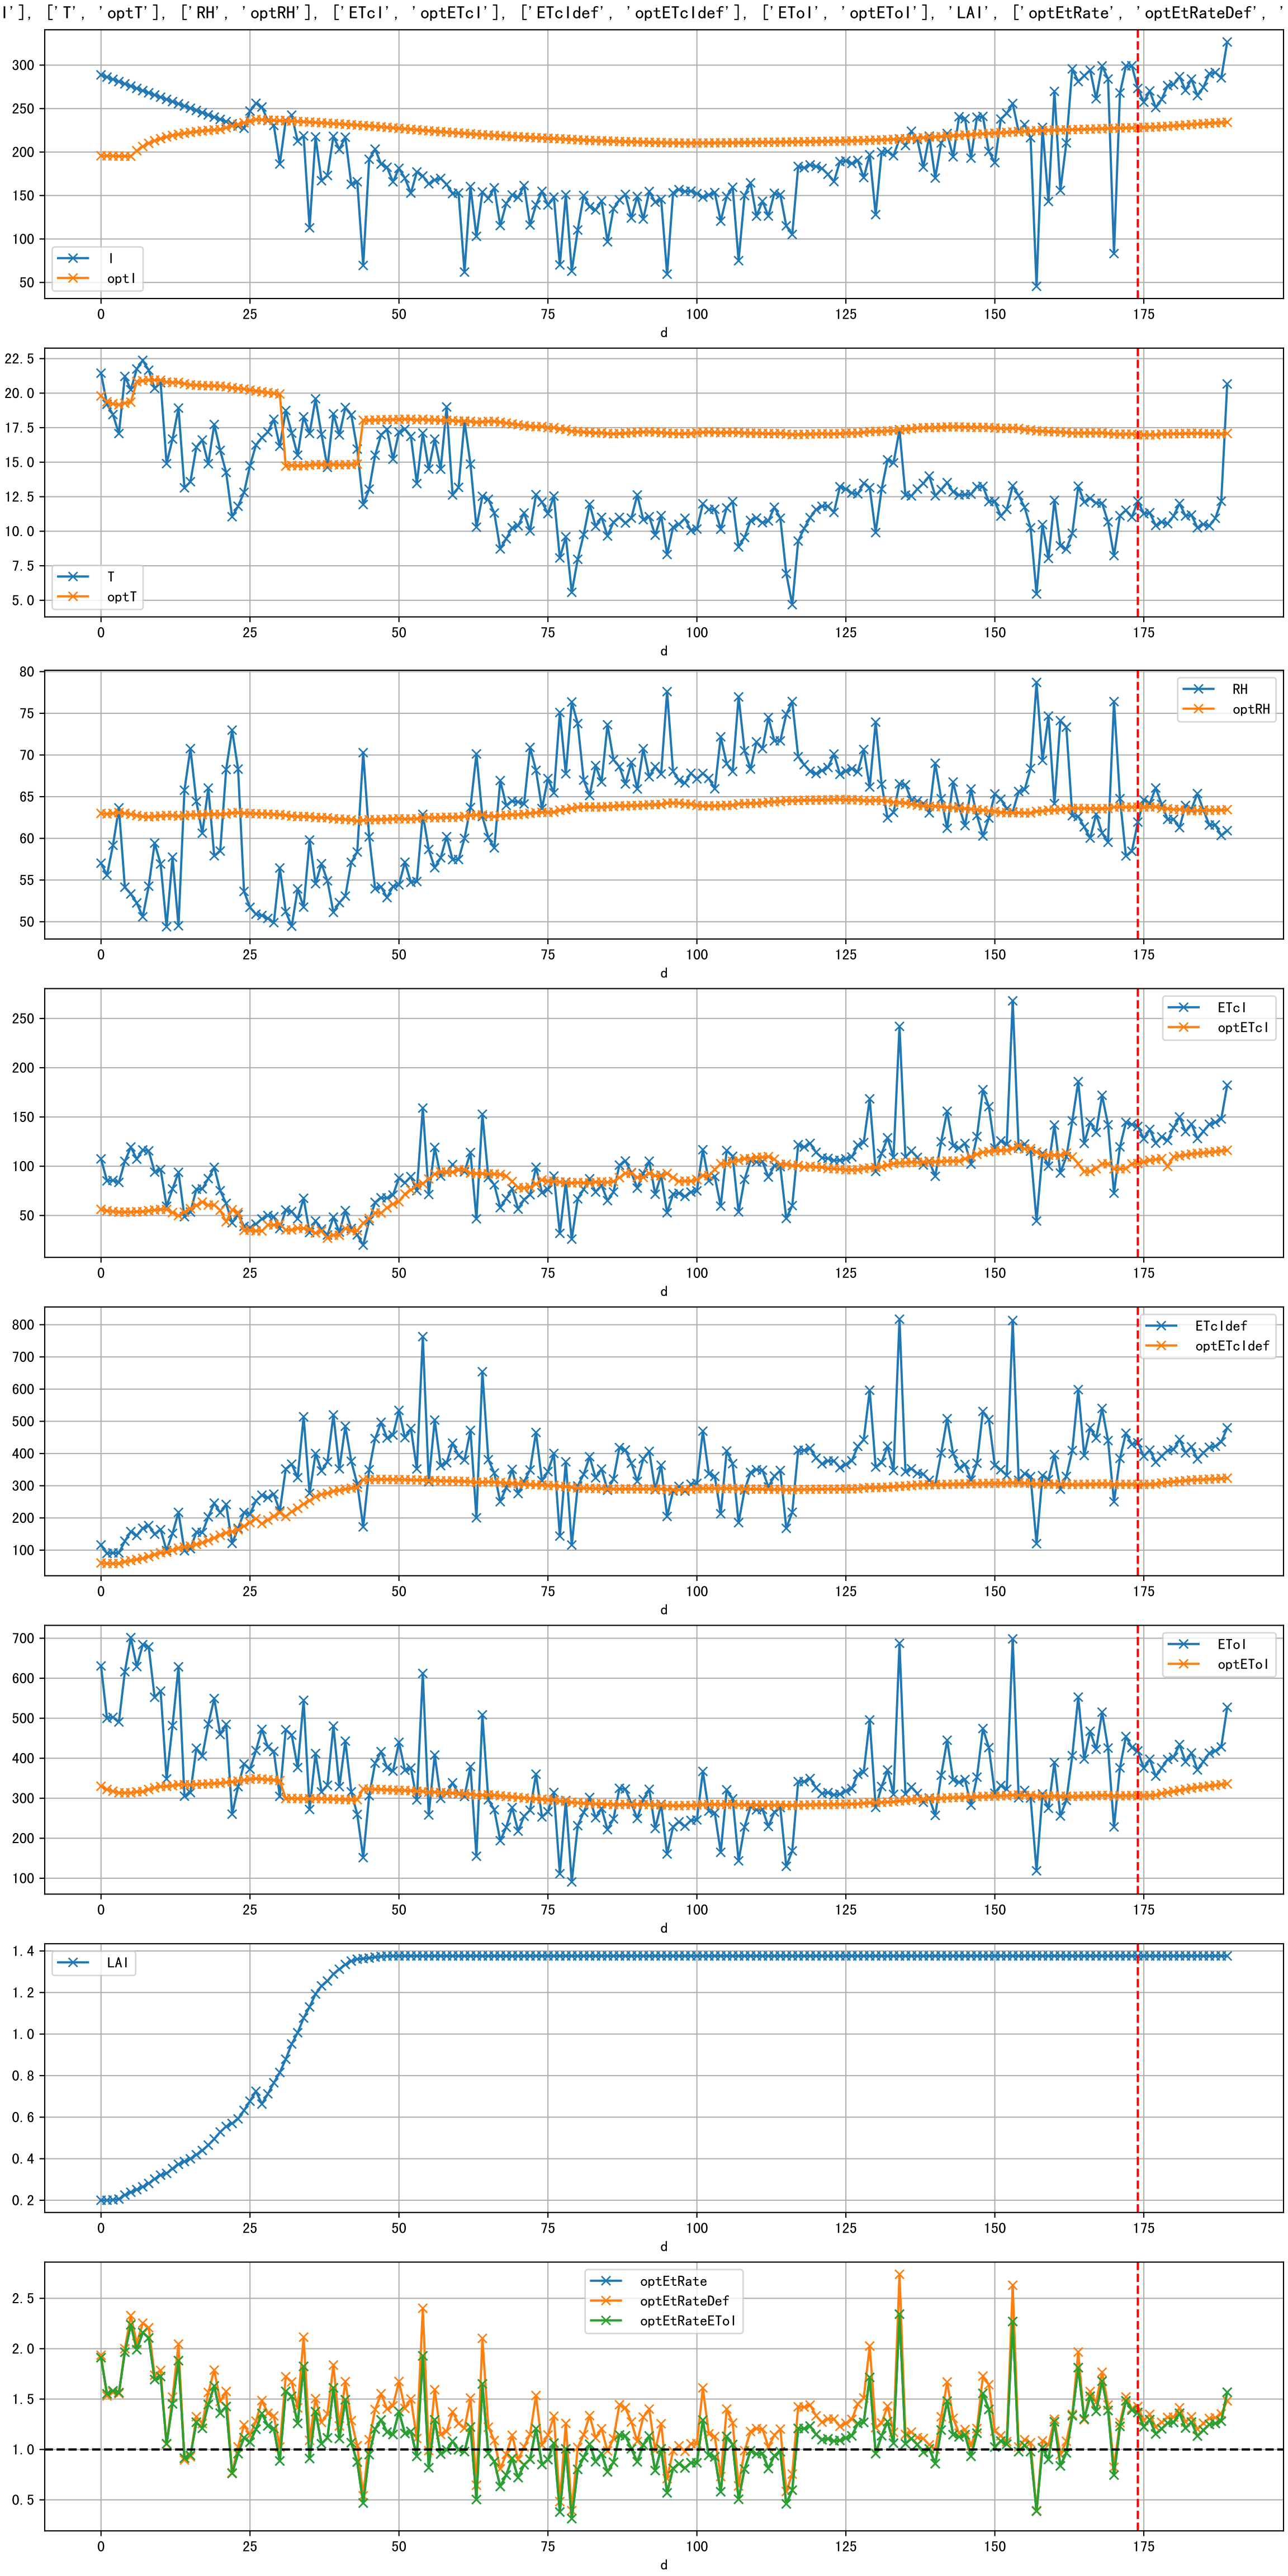 I'], ['T', 'optT'], ['RH', 'optRH'], ['ETcI', 'optETcI'], ['ETcIdef', 'optETcIdef'], ['EToI', 'optEToI'], 'LAI', ['optEtRate', 'optEtRateDef', '
300
250
200
150
100
50
I
optI
0 25 50 75 100 125 150 175
d
22.5
20.0
17.5
15.0
12.5
10.0
7.5
5.0
T
optT
0 25 50 75 100 125 150 175
d
80
75
70
65
60
55
50
RH
optRH
0 25 50 75 100 125 150 175
d
250
200
150
100
50
ETcI
optETcI
0 25 50 75 100 125 150 175
d
800
700
600
500
400
300
200
100
ETcIdef
optETcIdef
0 25 50 75 100 125 150 175
d
700
600
500
400
300
200
100
EToI
optEToI
0 25 50 75 100 125 150 175
d
1.4
1.2
1.0
0.8
0.6
0.4
0.2
LAI
0 25 50 75 100 125 150 175
d
2.5
2.0
1.5
1.0
0.5
optEtRate
optEtRateDef
optEtRateEToI
0 25 50 75 100 125 150 175
d